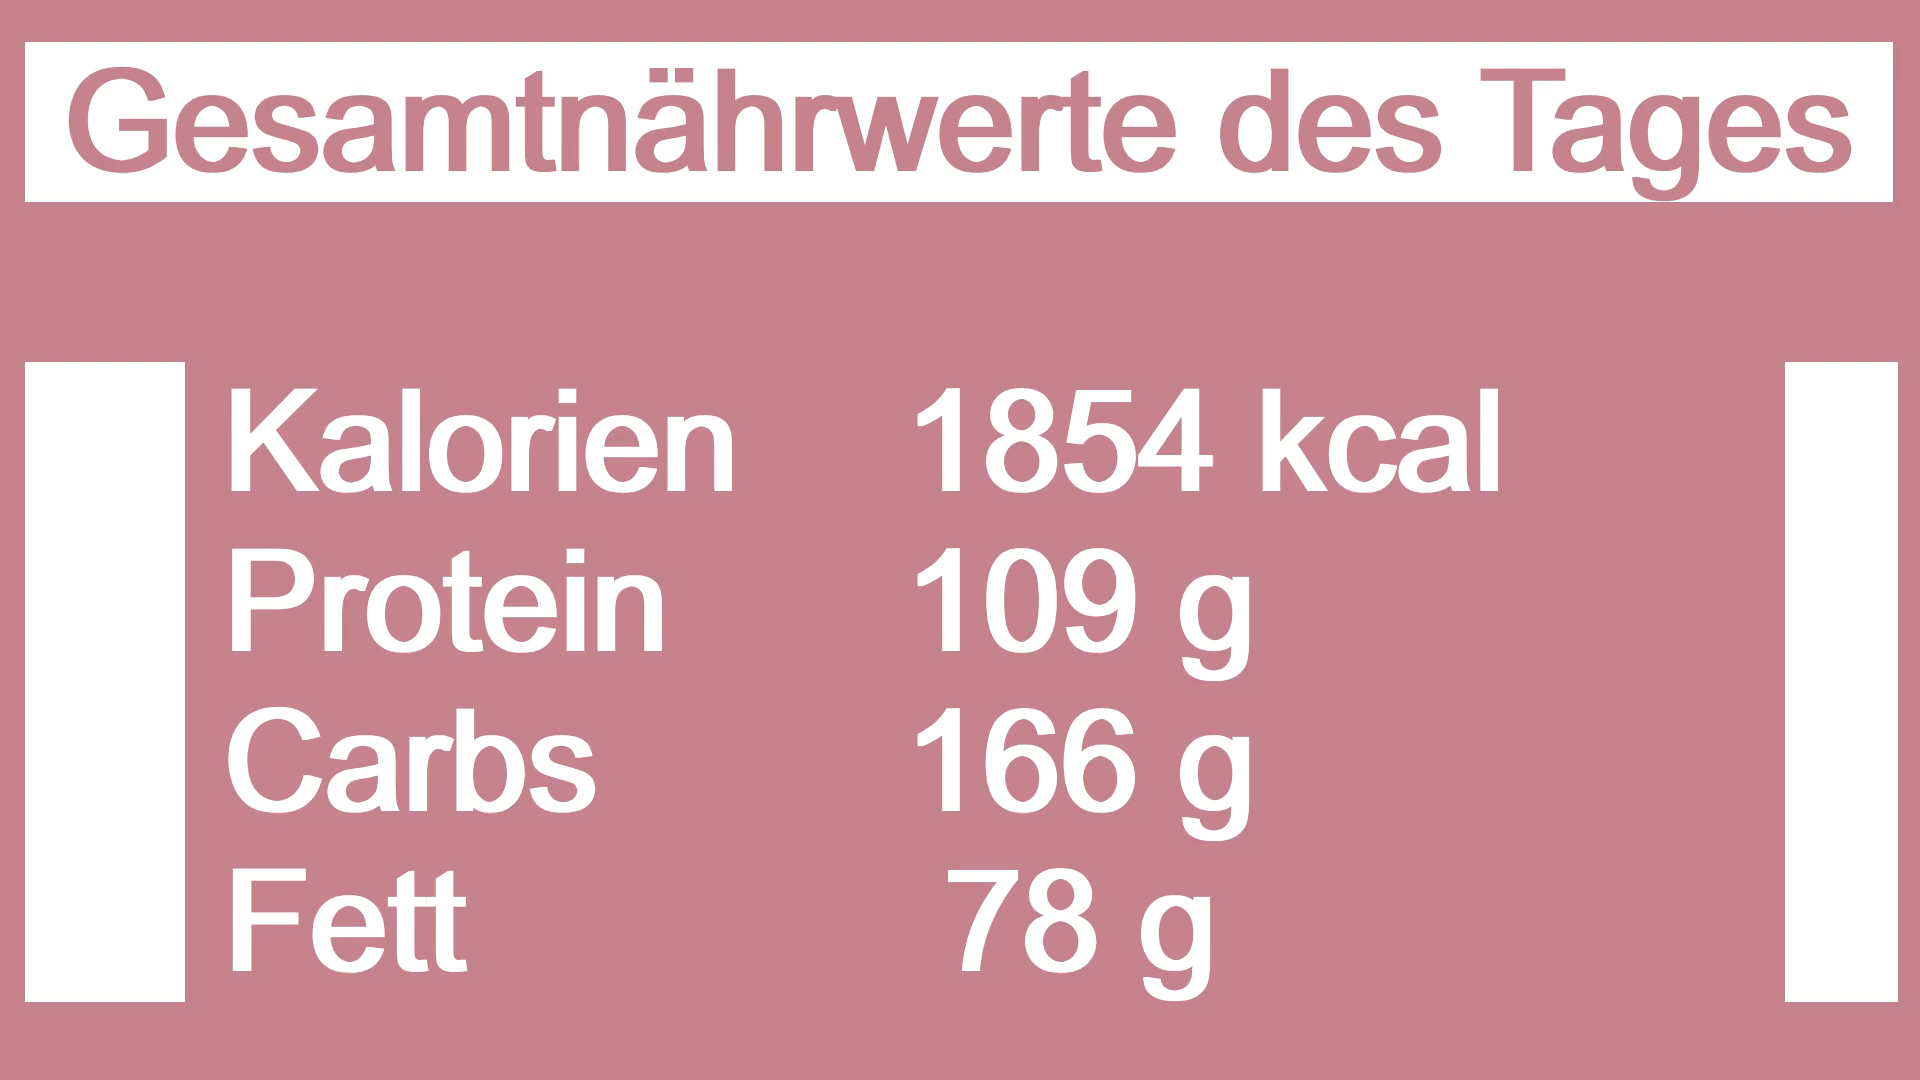 Gesamtnährwerte des Tages
Kalorien 1854 kcal
Protein 109 g
Carbs 166 g
Fett 78 g